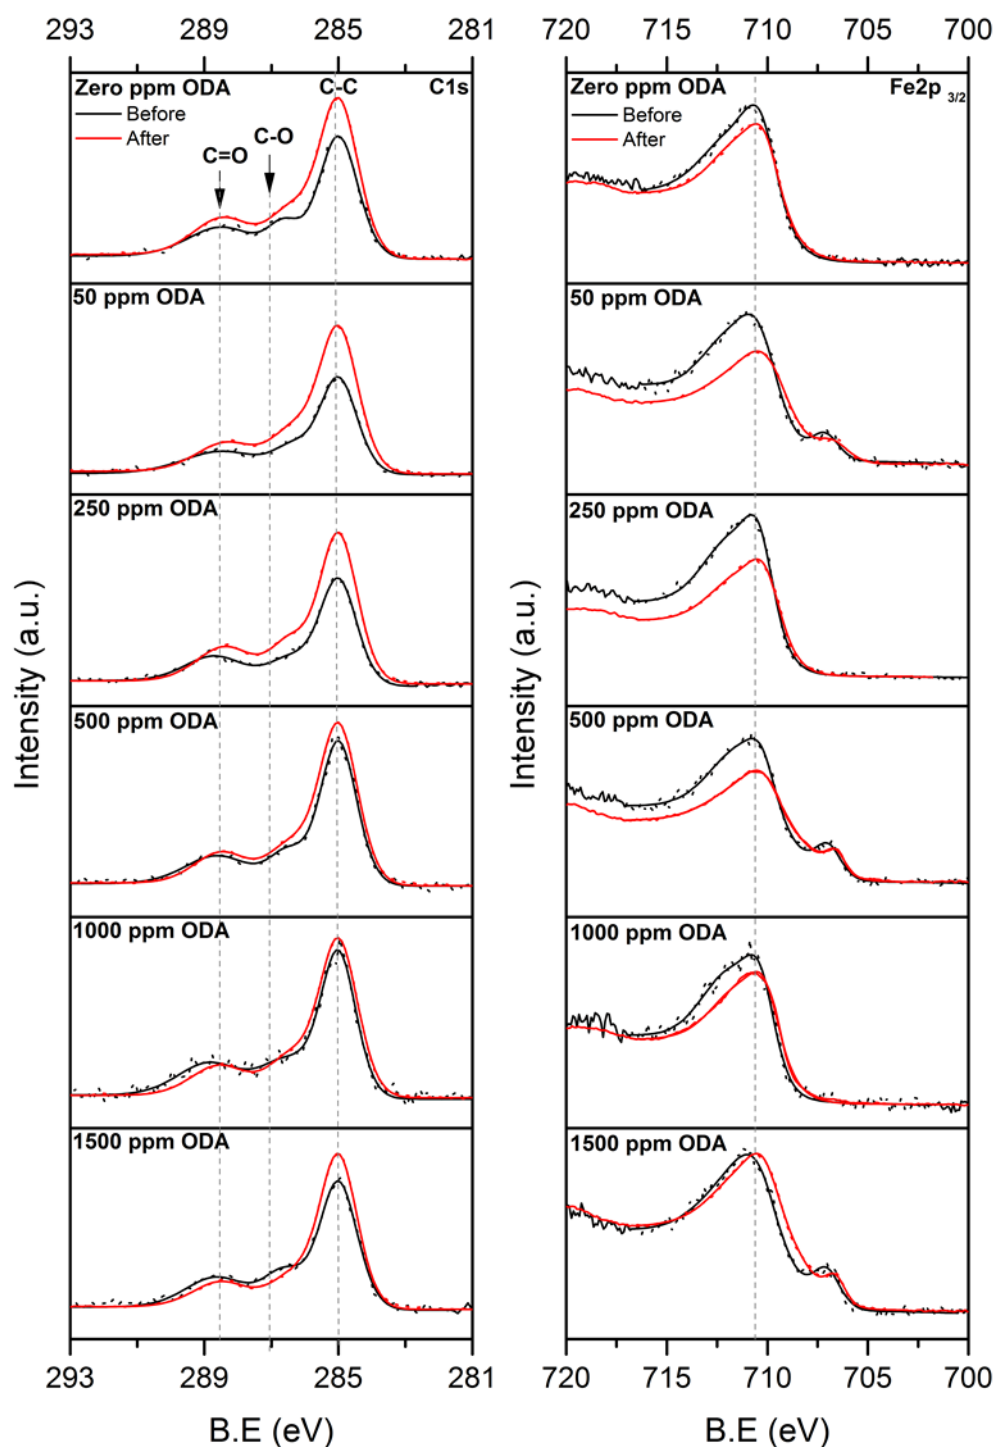 293 289 285 281
720 715 710 705 700
Zero ppm ODA C-C C1s
Before
After
C-O
C=O
50 ppm ODA
250 ppm ODA
500 ppm ODA
1000 ppm ODA
1500 ppm ODA
Intensity (a.u.)
293 289 285 281
B.E (eV)
Zero ppm ODA Fe2p 3/2
Before
After
50 ppm ODA
250 ppm ODA
500 ppm ODA
1000 ppm ODA
1500 ppm ODA
Intensity (a.u.)
720 715 710 705 700
B.E (eV)